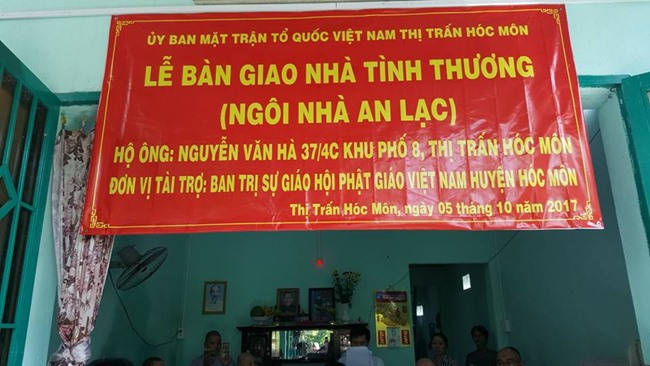 ỦY BAN MẶT TRẬN TỔ QUỐC VIỆT NAM THỊ TRẤN HÓC MÔN
LỄ BÀN GIAO NHÀ TÌNH THƯƠNG
(NGÔI NHÀ AN LẠC)
HỘ ÔNG: NGUYỄN VĂN HÀ 37/4C KHU PHỐ 8, THỊ TRẤN HÓC MÔN
ĐƠN VỊ TÀI TRỢ: BAN TRỊ SỰ GIÁO HỘI PHẬT GIÁO VIỆT NAM HUYỆN HÓC MÔN
Thị Trấn Hóc Môn, ngày 05 tháng 10 năm 2017